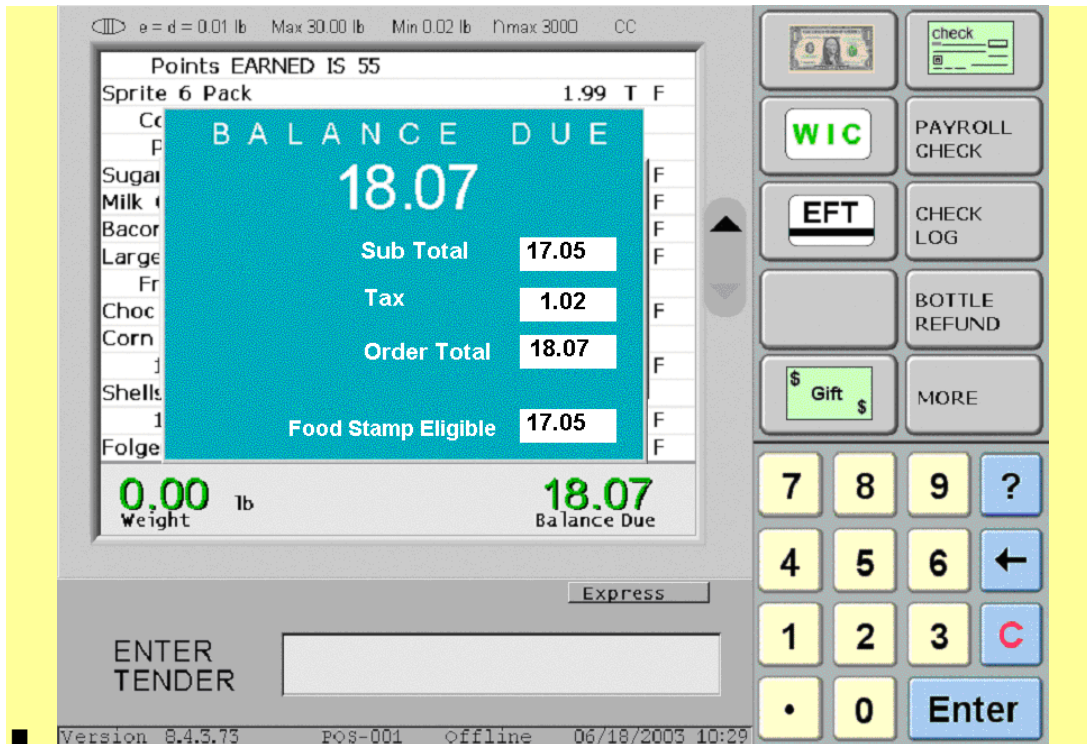 e = d = 0.01 lb Max 30.00 lb Min 0.02 lb nmax 3000 CC
Points EARNED IS 55
Sprite 6 Pack 1.99 T F
BALANCE DUE
18.07
Sugar F
Milk F
Bacon F
Large F
Sub Total 17.05
Tax 1.02
Fr
Choc F
Corn
Order Total 18.07
1 F
Shells
1 F
Food Stamp Eligible 17.05
Folge F
0.00 lb
Weight
18.07
Balance Due
Express
ENTER
TENDER
Version 8.4.3.73 POS-001 Offline 06/18/2003 10:29
check
WIC
PAYROLL
CHECK
EFT
CHECK
LOG
BOTTLE
REFUND
$ Gift $
MORE
7 8 9 ?
4 5 6 ←
1 2 3 C
. 0 Enter